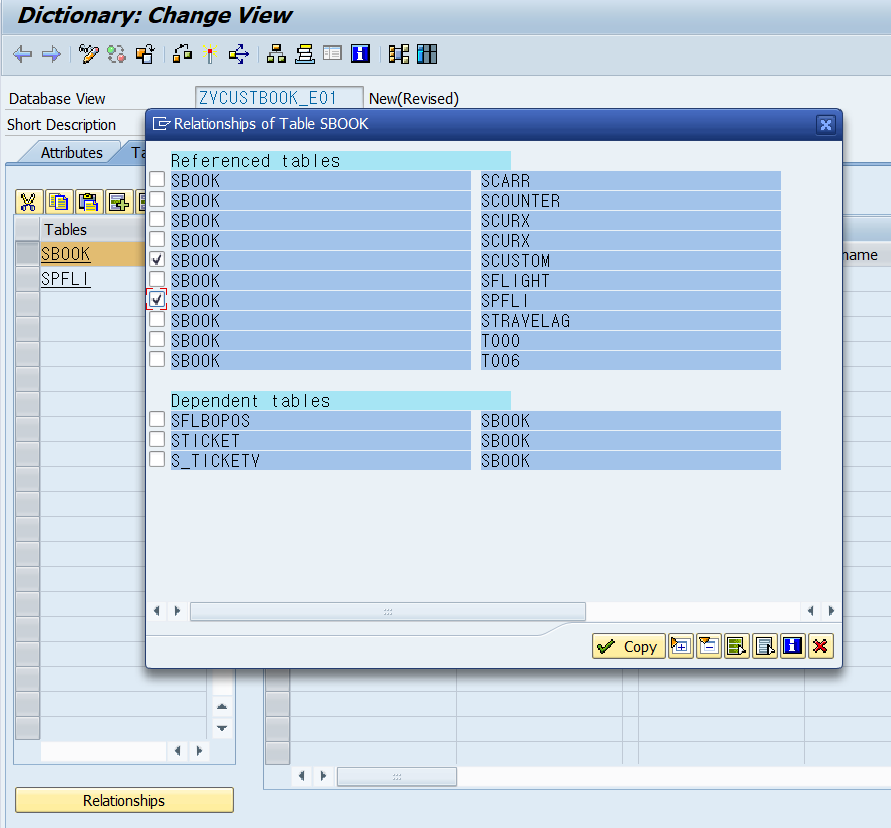 Dictionary: Change View
Database View ZYCUSTBOOK_E01 New(Revised)
Short Description
Attributes Ta
Tables
SBOOK
SPFLI
name
Relationships of Table SBOOK
Referenced tables
SBOOK SCARR
SBOOK SCOUNTER
SBOOK SCURX
SBOOK SCURX
SBOOK SCUSTOM
SBOOK SFLIGHT
SBOOK SPFLI
SBOOK STRAVELAG
SBOOK T000
SBOOK T006
Dependent tables
SFLBOPOS SBOOK
STICKET SBOOK
S_TICKETV SBOOK
Copy
Relationships